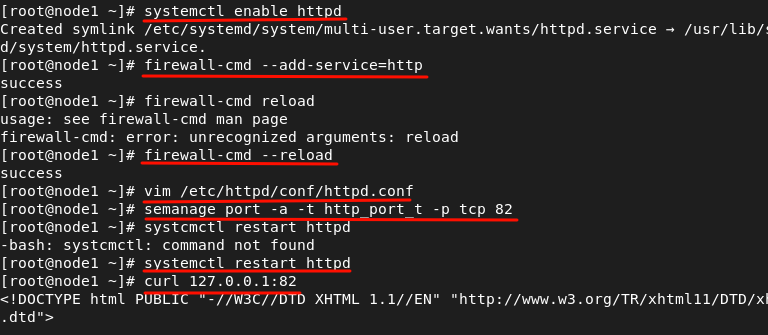 [root@node1 ~]# systemctl enable httpd
Created symlink /etc/systemd/system/multi-user.target.wants/httpd.service → /usr/lib/s
d/system/httpd.service.
[root@node1 ~]# firewall-cmd --add-service=http
success
[root@node1 ~]# firewall-cmd reload
usage: see firewall-cmd man page
firewall-cmd: error: unrecognized arguments: reload
[root@node1 ~]# firewall-cmd --reload
success
[root@node1 ~]# vim /etc/httpd/conf/httpd.conf
[root@node1 ~]# semanage port -a -t http_port_t -p tcp 82
[root@node1 ~]# systcmctl restart httpd
-bash: systcmctl: command not found
[root@node1 ~]# systemctl restart httpd
[root@node1 ~]# curl 127.0.0.1:82
<!DOCTYPE html PUBLIC "-//W3C//DTD XHTML 1.1//EN" "http://www.w3.org/TR/xhtml11/DTD/xh
.dtd">